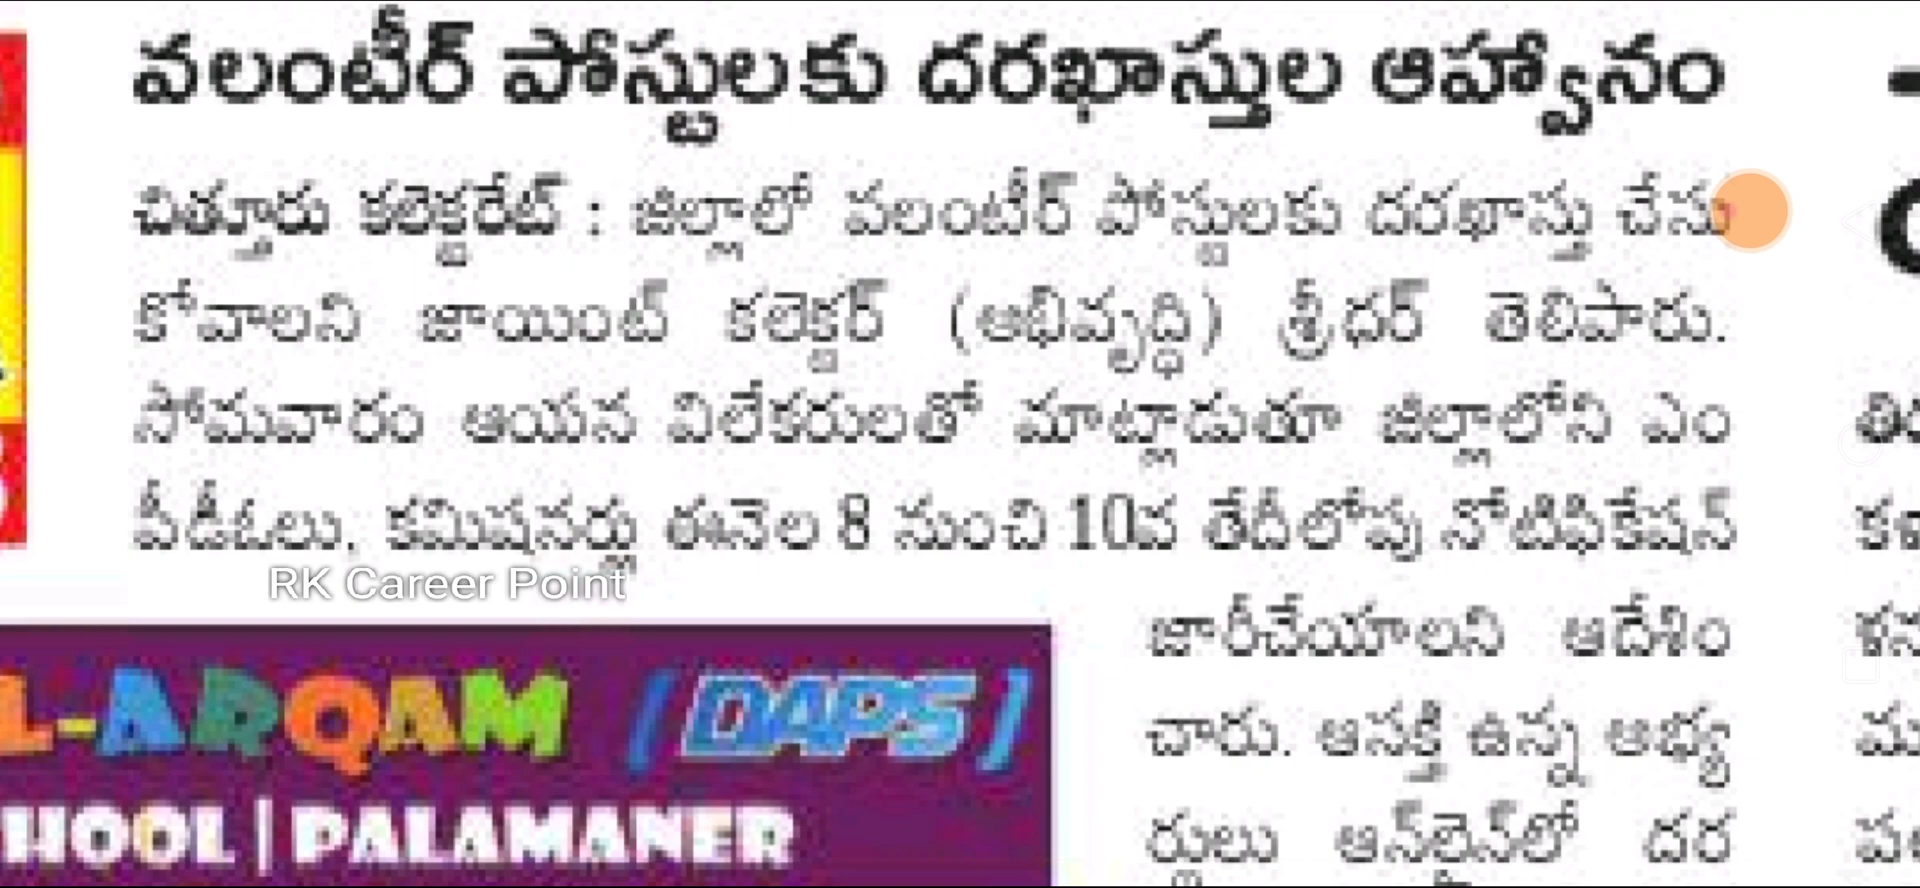 వలంటీర్ పోస్టులకు దరఖాస్తుల ఆహ్వానం
చిత్తూరు కలెక్టరేట్ : జిల్లాలో వలంటీర్ పోస్టులకు దరఖాస్తు చేసు
కోవాలని జాయింట్ కలెక్టర్ (అభివృద్ధి) శ్రీధర్ తెలిపారు.
సోమవారం ఆయన విలేకరులతో మాట్లాడుతూ జిల్లాలోని ఎం
పీడీఓలు, కమిషనర్లు ఈనెల 8 నుంచి 10వ తేదీలోపు నోటిఫికేషన్
జారీచేయాలని ఆదేశిం
చారు. ఆసక్తి ఉన్న అభ్య
ర్థులు ఆన్‌లైన్‌లో దర
RK Career Point
L-ARQAM (DAPS)
HOOL | PALAMANER